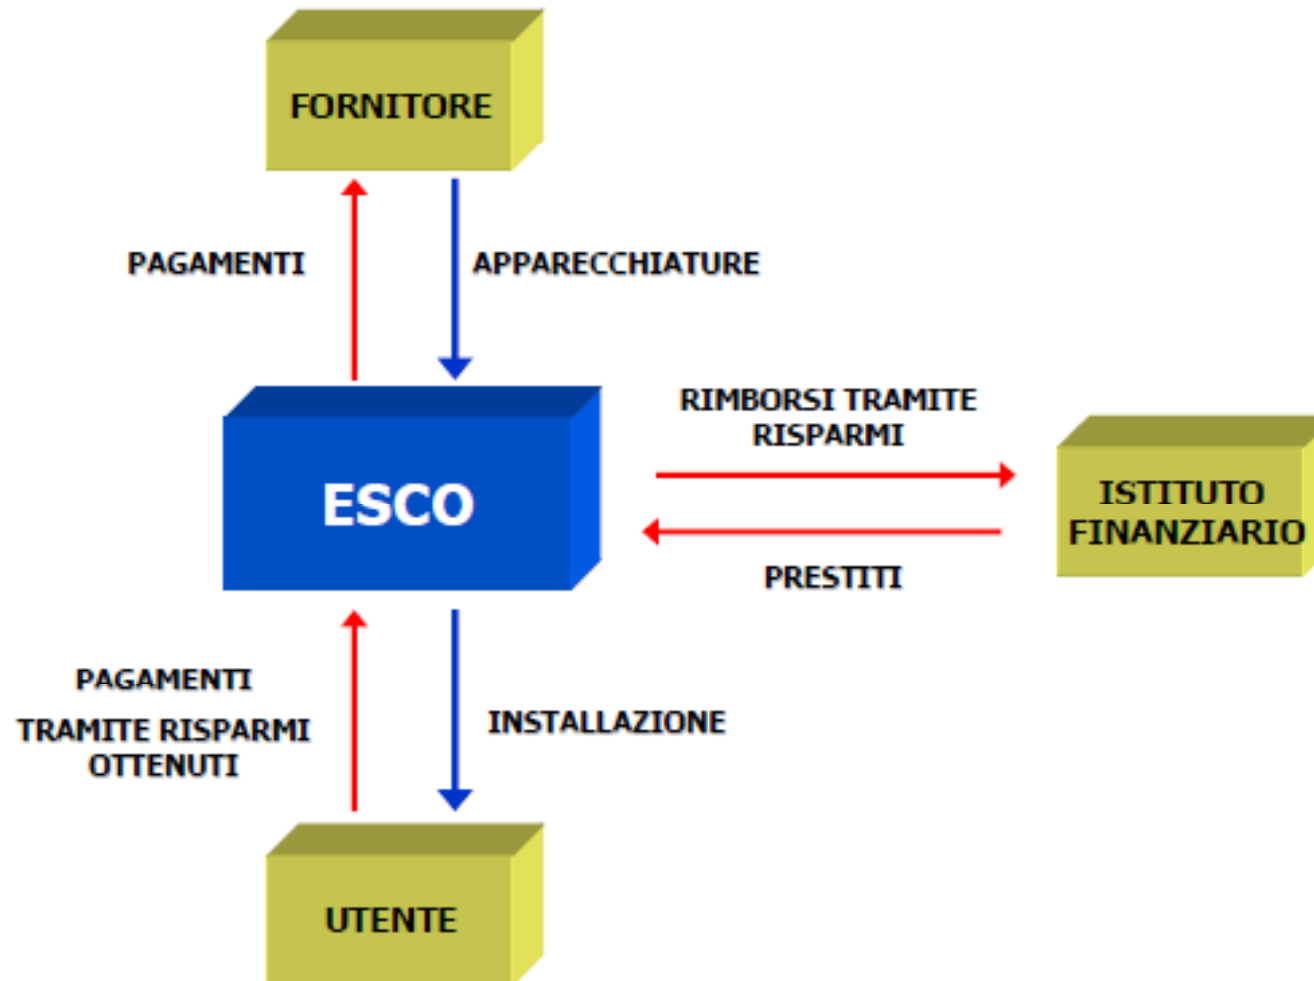 FORNITORE
PAGAMENTI
APPARECCHIATURE
RIMBORSI TRAMITE
RISPARMI
ESCO
ISTITUTO
FINANZIARIO
PRESTITI
PAGAMENTI
TRAMITE RISPARMI
OTTENUTI
INSTALLAZIONE
UTENTE